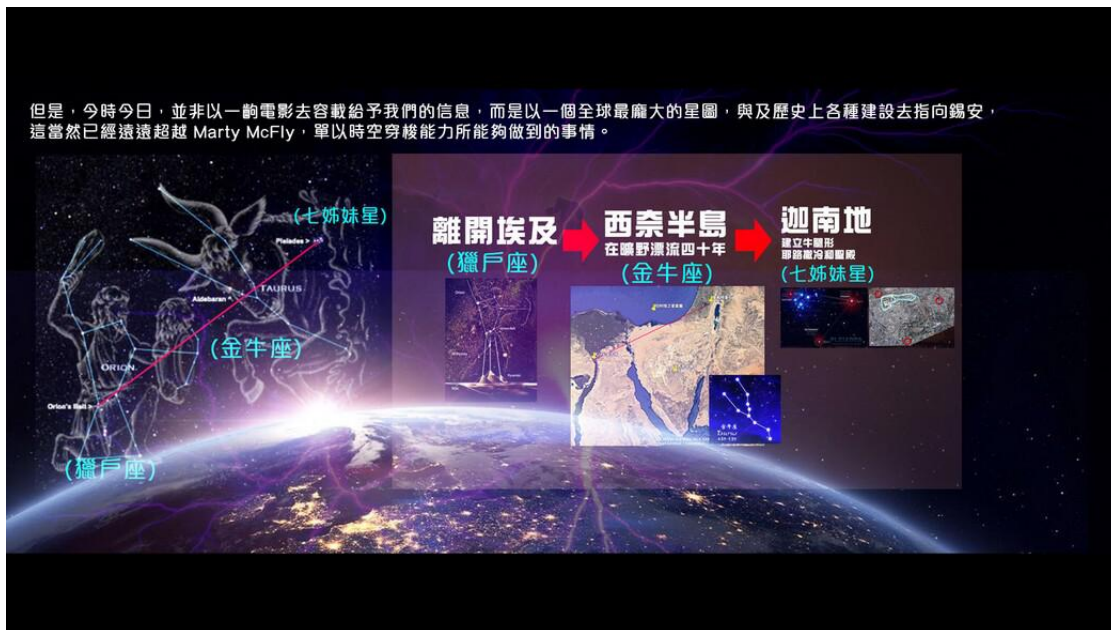 但是，今時今日，並非以一齣電影去容載給予我們的信息，而是以一個全球最龐大的星圖，與及歷史上各種建設去指向錫安，
這當然已經遠遠超越 Marty McFly，單以時空穿梭能力所能夠做到的事情。
(七姊妹星)
Pleiades >
Aldebaran ^
TAURUS
(金牛座)
ORION
Orion's Belt >
(獵戶座)
離開埃及
(獵戶座)
西奈半島
在曠野漂流四十年
(金牛座)
迦南地
建立牛腿形
耶路撒冷和聖殿
(七姊妹星)
金牛座